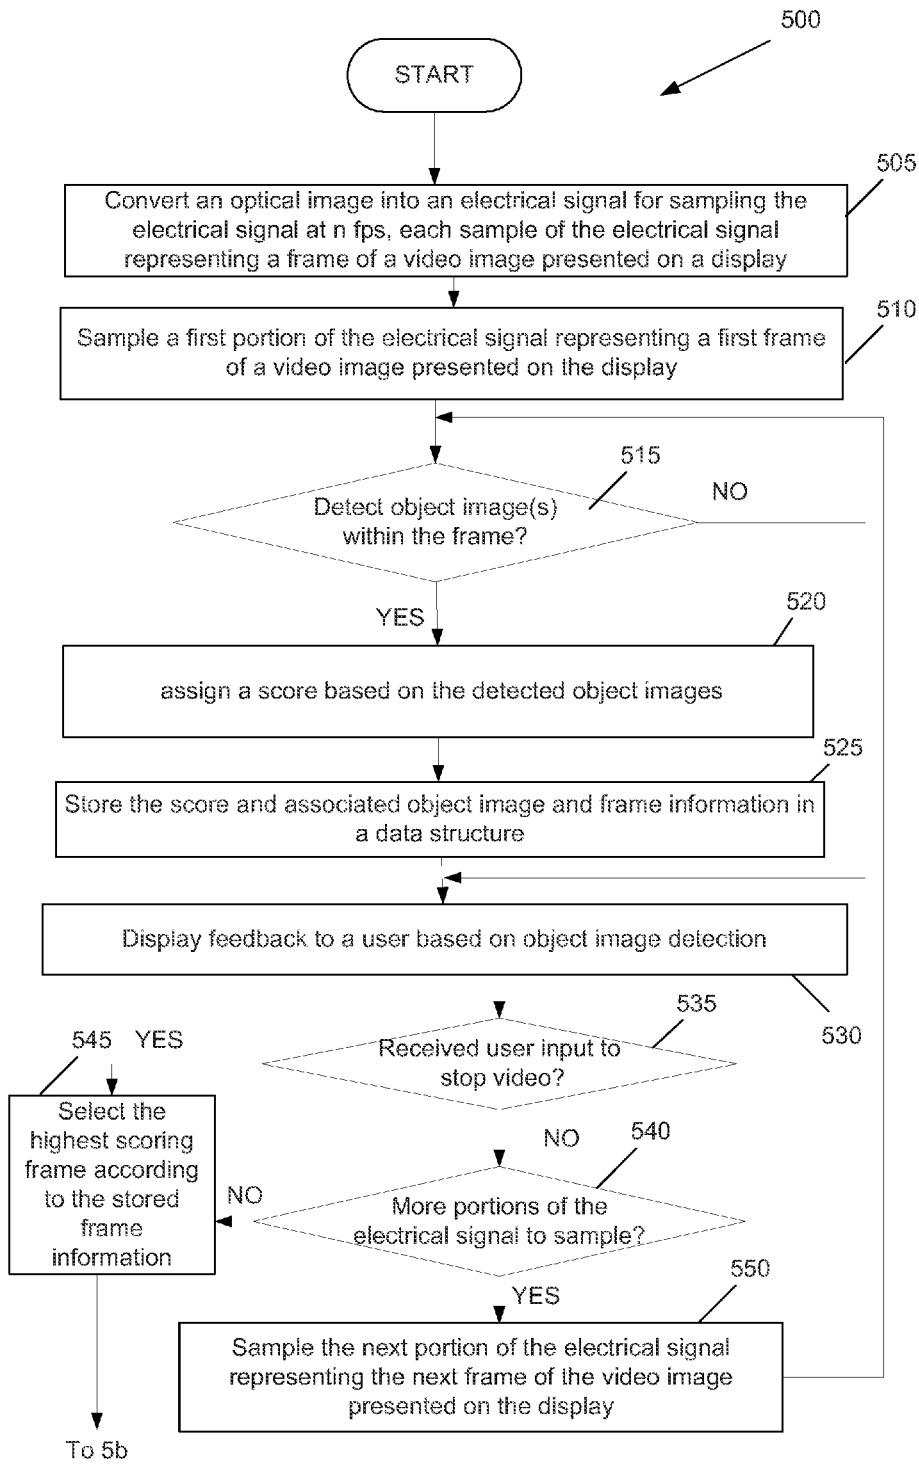 500
START
505
Convert an optical image into an electrical signal for sampling the
electrical signal at n fps, each sample of the electrical signal
representing a frame of a video image presented on a display
510
Sample a first portion of the electrical signal representing a first frame
of a video image presented on the display
515
NO
Detect object image(s)
within the frame?
YES
520
assign a score based on the detected object images
525
Store the score and associated object image and frame information in
a data structure
Display feedback to a user based on object image detection
530
535
Received user input to
stop video?
545
YES
Select the
highest scoring
frame according
to the stored
frame
information
NO
540
NO
More portions of the
electrical signal to sample?
YES
550
Sample the next portion of the electrical signal
representing the next frame of the video image
presented on the display
To 5b